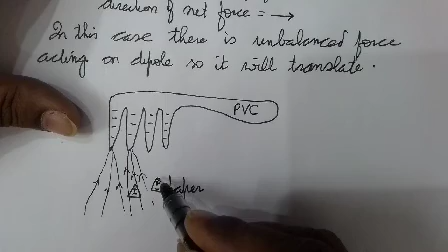 direction of net force = →
In this case there is unbalanced force
acting on dipole so it will translate.
PVC